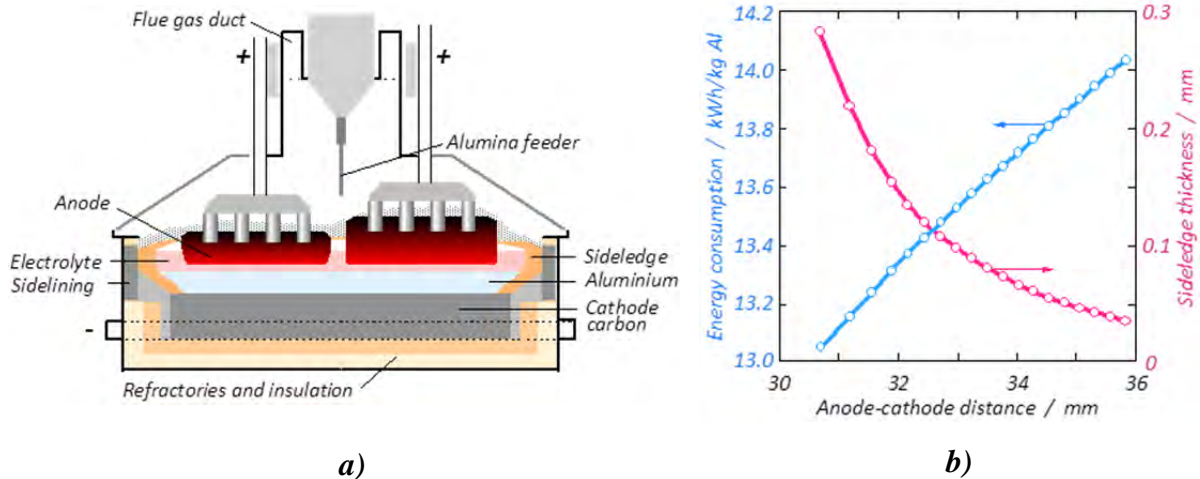 Flue gas duct
+
+
Alumina feeder
Anode
Electrolyte
Sidelining
Sideledge
Aluminium
Cathode
carbon
-
Refractories and insulation
a)
Energy consumption / kWh/kg Al
14.2
14.0
13.8
13.6
13.4
13.2
13.0
0.3
0.2
0.1
0
Sideledge thickness / mm
30
32
34
36
Anode-cathode distance / mm
b)